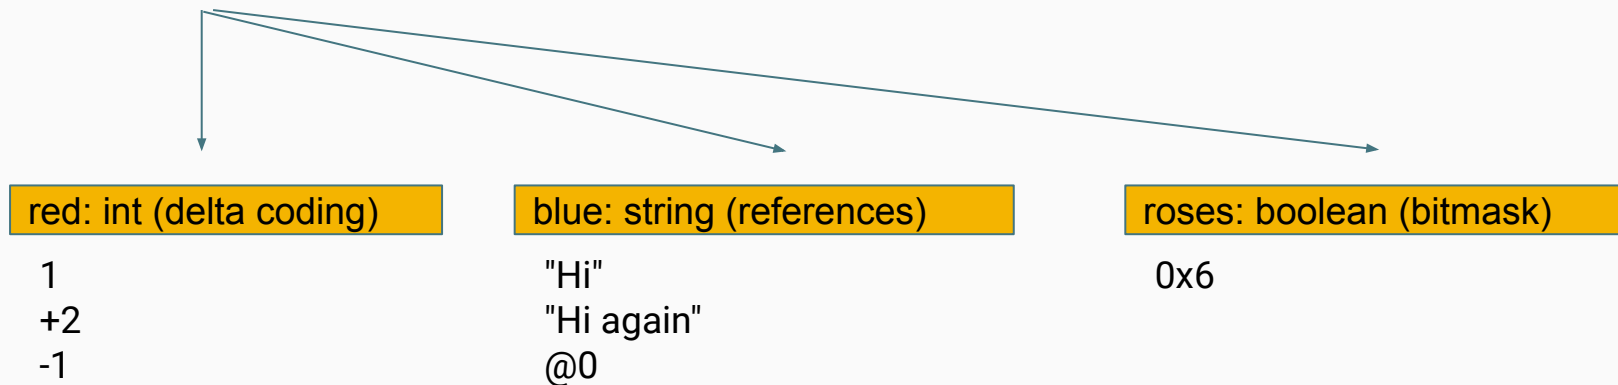 red: int (delta coding)
1
+2
-1
blue: string (references)
"Hi"
"Hi again"
@0
roses: boolean (bitmask)
0x6